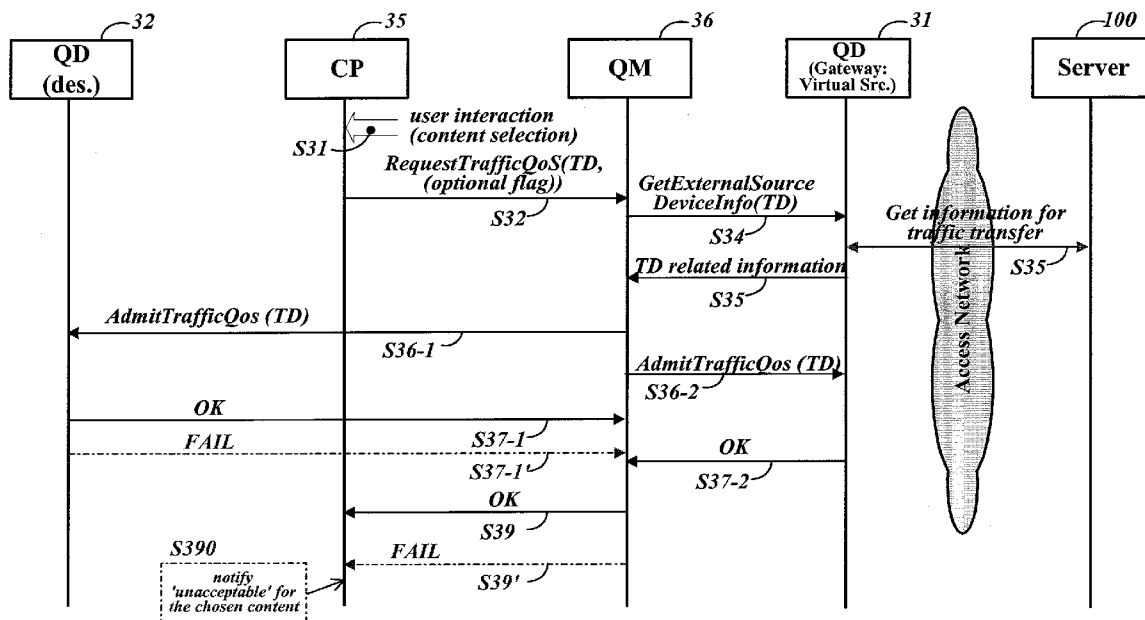 32
35
36
31
100
QD
(des.)
CP
QM
QD
(Gateway:
Virtual Src.)
Server
user interaction
(content selection)
S31
RequestTrafficQoS(TD,
(optional flag))
S32
GetExternalSource
DeviceInfo(TD)
S34
Get information for
traffic transfer
S35
TD related information
S35
Access Network
AdmitTrafficQos (TD)
S36-1
AdmitTrafficQos (TD)
S36-2
OK
S37-1
FAIL
S37-1'
OK
S37-2
OK
S39
S390
FAIL
S39'
notify
'unacceptable' for
the chosen content